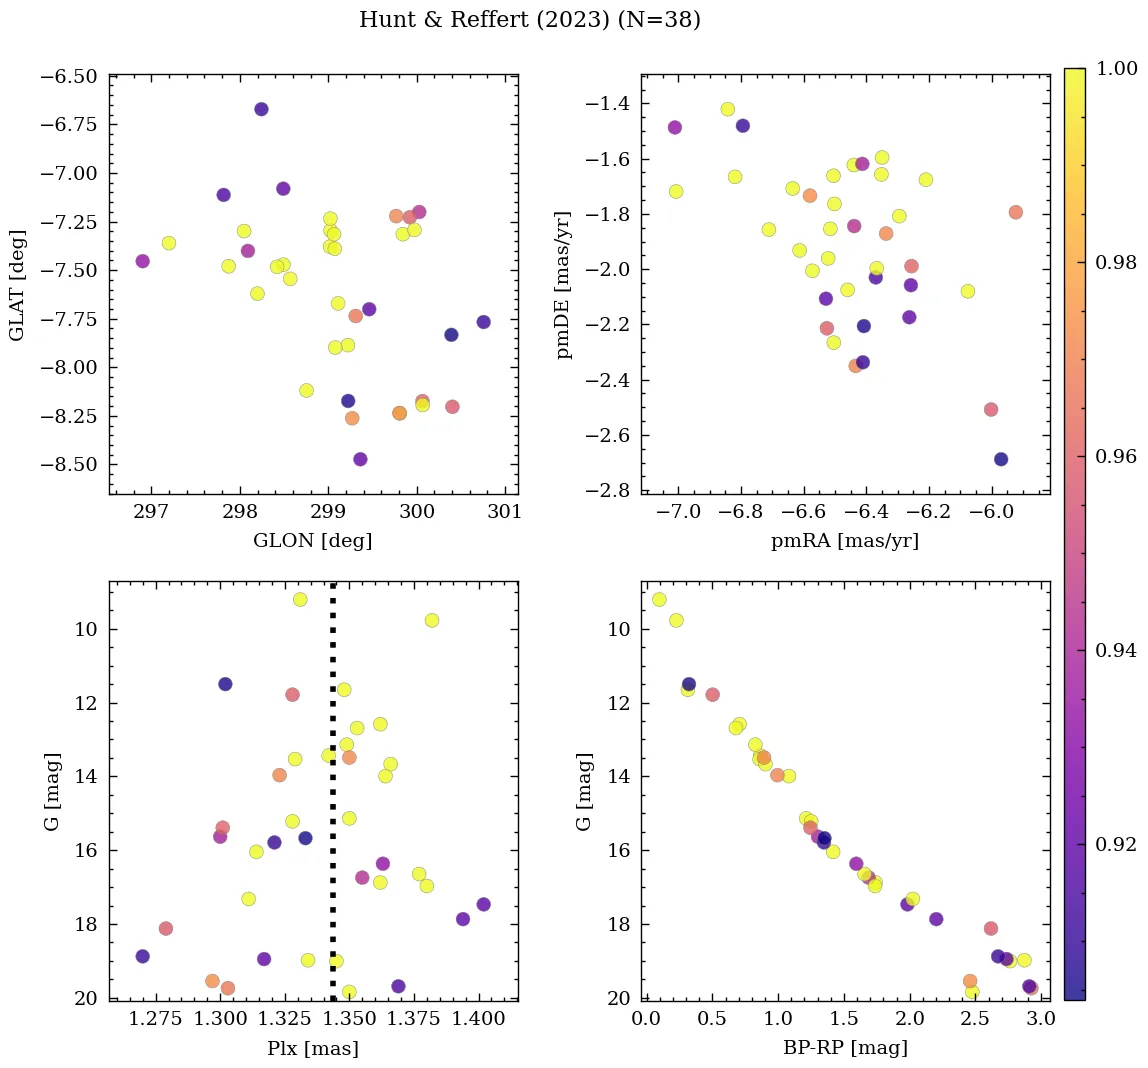 Hunt & Reffert (2023) (N=38)
−6.50
−6.75
−7.00
−7.25
−7.50
−7.75
−8.00
−8.25
−8.50
GLAT [deg]
297 298 299 300 301
GLON [deg]
−1.4
−1.6
−1.8
−2.0
−2.2
−2.4
−2.6
−2.8
pmDE [mas/yr]
−7.0 −6.8 −6.6 −6.4 −6.2 −6.0
pmRA [mas/yr]
10
12
14
16
18
20
G [mag]
1.275 1.300 1.325 1.350 1.375 1.400
Plx [mas]
10
12
14
16
18
20
G [mag]
0.0 0.5 1.0 1.5 2.0 2.5 3.0
BP-RP [mag]
1.00
0.98
0.96
0.94
0.92